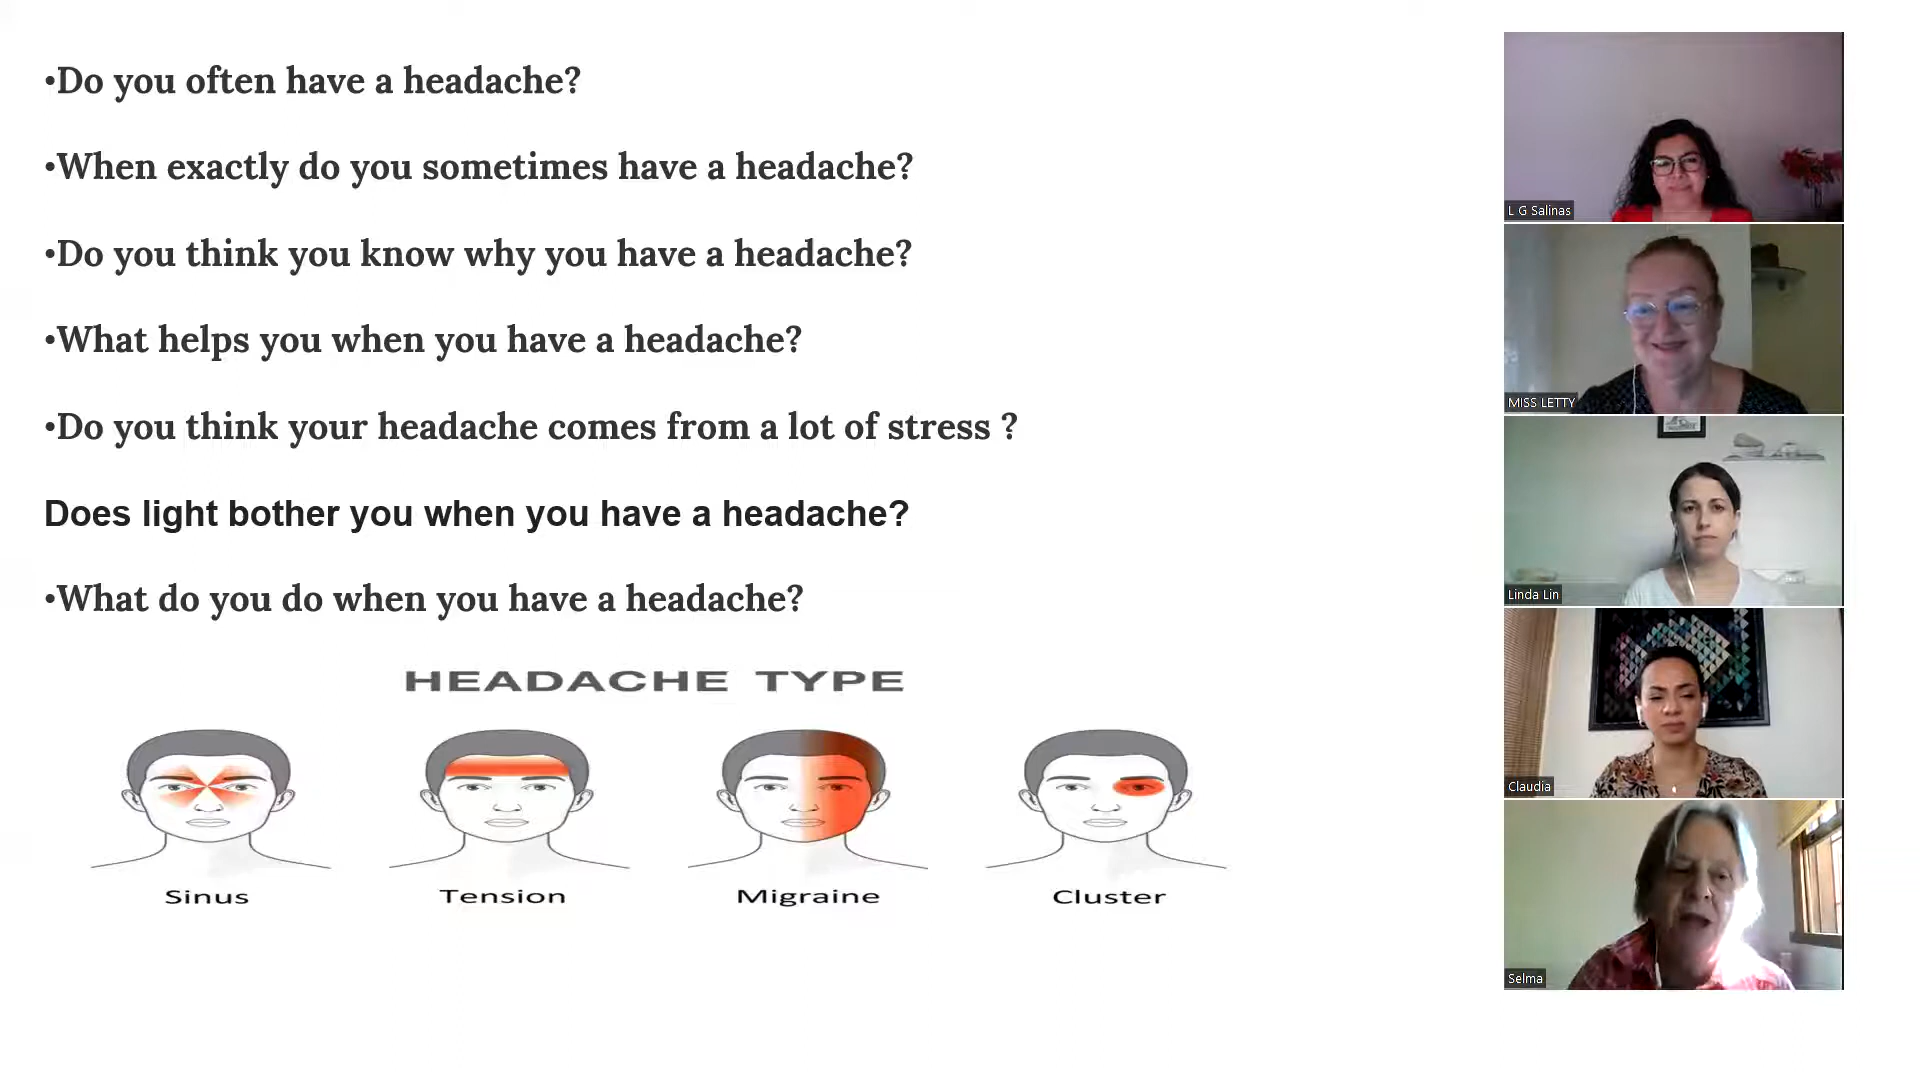 •Do you often have a headache?
•When exactly do you sometimes have a headache?
•Do you think you know why you have a headache?
•What helps you when you have a headache?
•Do you think your headache comes from a lot of stress ?
Does light bother you when you have a headache?
•What do you do when you have a headache?
HEADACHE TYPE
Sinus
Tension
Migraine
Cluster
L G Salinas
MISS LETTY
Linda Lin
Claudia
Selma